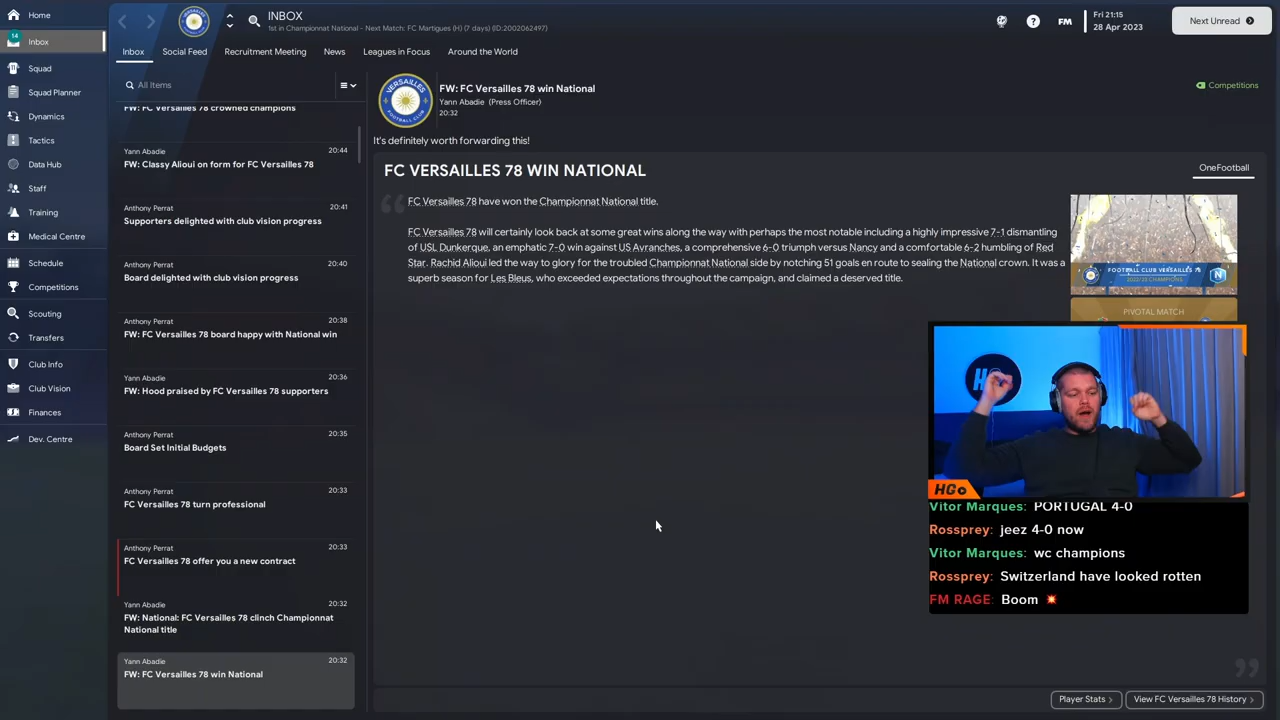 Home
14
Inbox
Squad
Squad Planner
Dynamics
Tactics
Data Hub
Staff
Training
Medical Centre
Schedule
Competitions
Scouting
Transfers
Club Info
Club Vision
Finances
Dev. Centre
VERSAILLES
INBOX
1st in Championnat National - Next Match: FC Martigues (H) (7 days) (ID:2002062497)
FM
Fri 21:15
28 Apr 2023
Next Unread
Inbox
Social Feed
Recruitment Meeting
News
Leagues in Focus
Around the World
All Items
FW: FC Versailles 78 crowned champions
Yann Abadie
20:44
FW: Classy Alioui on form for FC Versailles 78
Anthony Perrat
20:41
Supporters delighted with club vision progress
Anthony Perrat
20:40
Board delighted with club vision progress
Anthony Perrat
20:38
FW: FC Versailles 78 board happy with National win
Yann Abadie
20:36
FW: Hood praised by FC Versailles 78 supporters
Anthony Perrat
20:35
Board Set Initial Budgets
Anthony Perrat
20:33
FC Versailles 78 turn professional
Anthony Perrat
20:33
FC Versailles 78 offer you a new contract
Yann Abadie
20:32
FW: National: FC Versailles 78 clinch Championnat
National title
Yann Abadie
20:32
FW: FC Versailles 78 win National
VERSAILLES
FOOTBALL CLUB
FW: FC Versailles 78 win National
Yann Abadie (Press Officer)
20:32
Competitions
It's definitely worth forwarding this!
FC VERSAILLES 78 WIN NATIONAL
OneFootball
FC Versailles 78 have won the Championnat National title.
FC Versailles 78 will certainly look back at some great wins along the way with perhaps the most notable including a highly impressive 7-1 dismantling
of USL Dunkerque, an emphatic 7-0 win against US Avranches, a comprehensive 6-0 triumph versus Nancy and a comfortable 6-2 humbling of Red
Star. Rachid Alioui led the way to glory for the troubled Championnat National side by notching 51 goals en route to sealing the National crown. It was a
superb season for Les Bleus, who exceeded expectations throughout the campaign, and claimed a deserved title.
FOOTBALL CLUB VERSAILLES 78
2022/23 CHAMPIONS
N
PIVOTAL MATCH
HG
HGo
Vitor Marques: PORTUGAL 4-0
Rossprey: jeez 4-0 now
Vitor Marques: wc champions
Rossprey: Switzerland have looked rotten
FM RAGE: Boom 💥
Player Stats
View FC Versailles 78 History